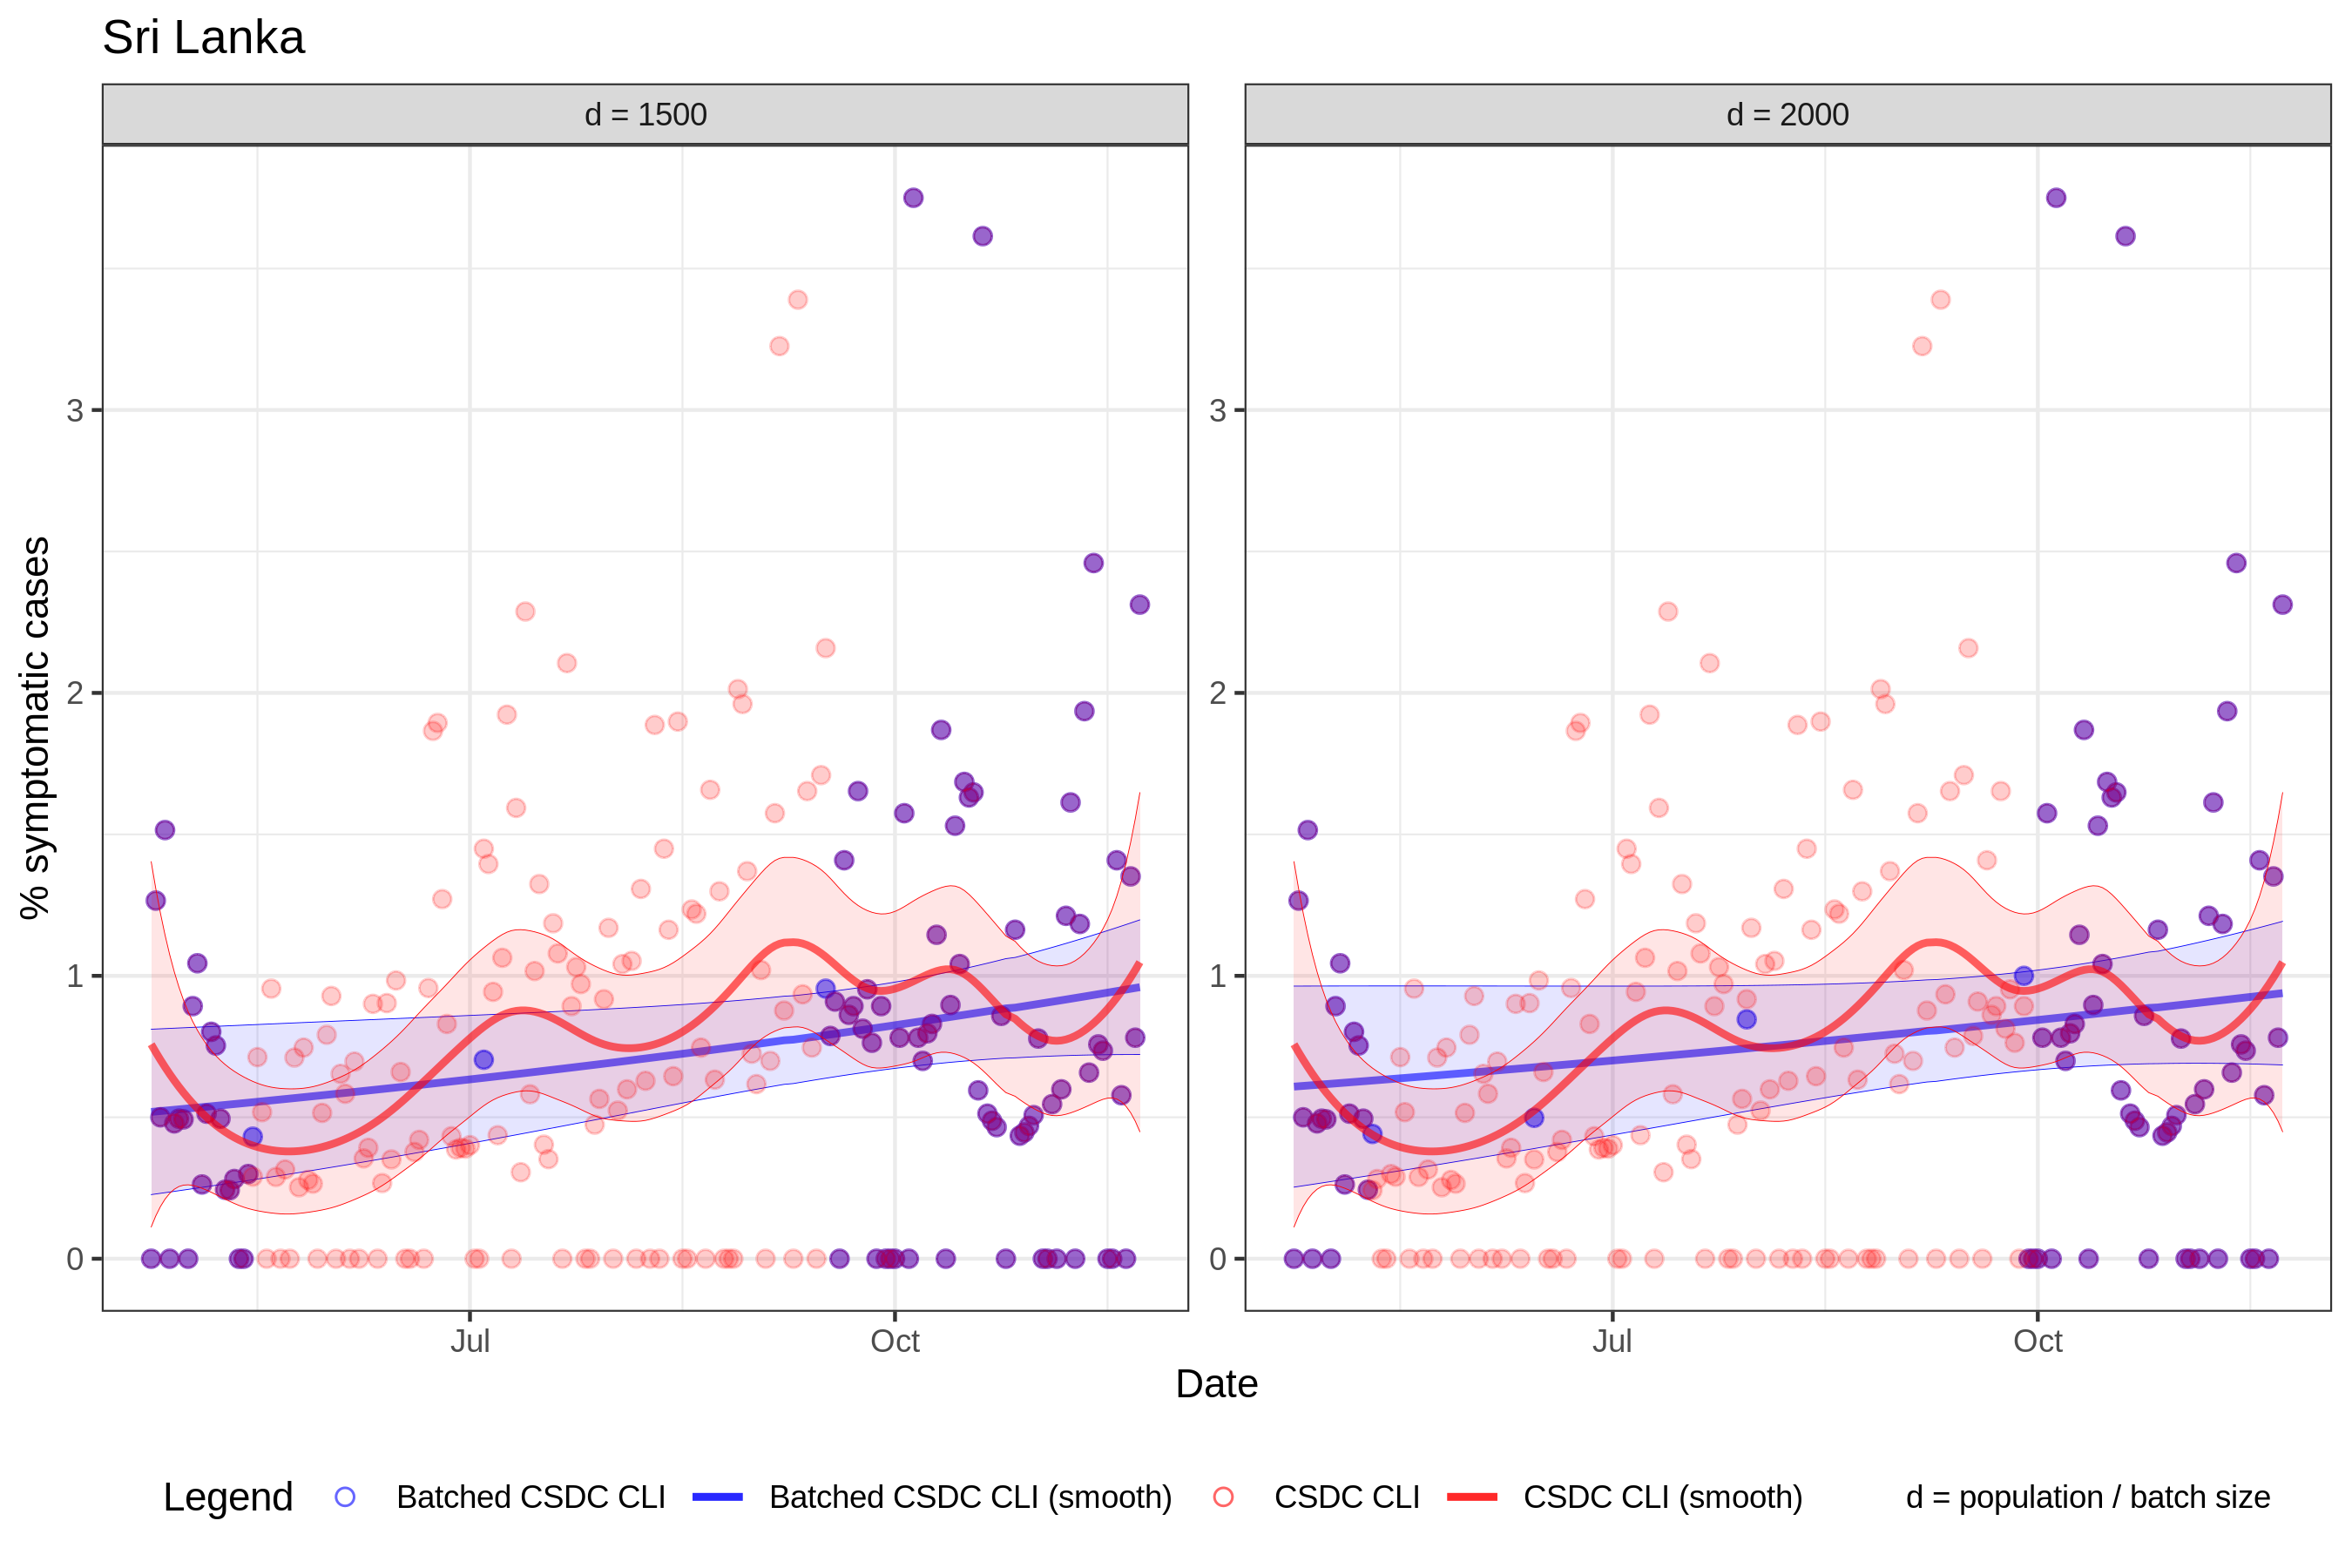 Sri Lanka
d = 1500
d = 2000
% symptomatic cases
3
2
1
0
3
2
1
0
Jul
Oct
Jul
Oct
Date
Legend
Batched CSDC CLI
Batched CSDC CLI (smooth)
CSDC CLI
CSDC CLI (smooth)
d = population / batch size